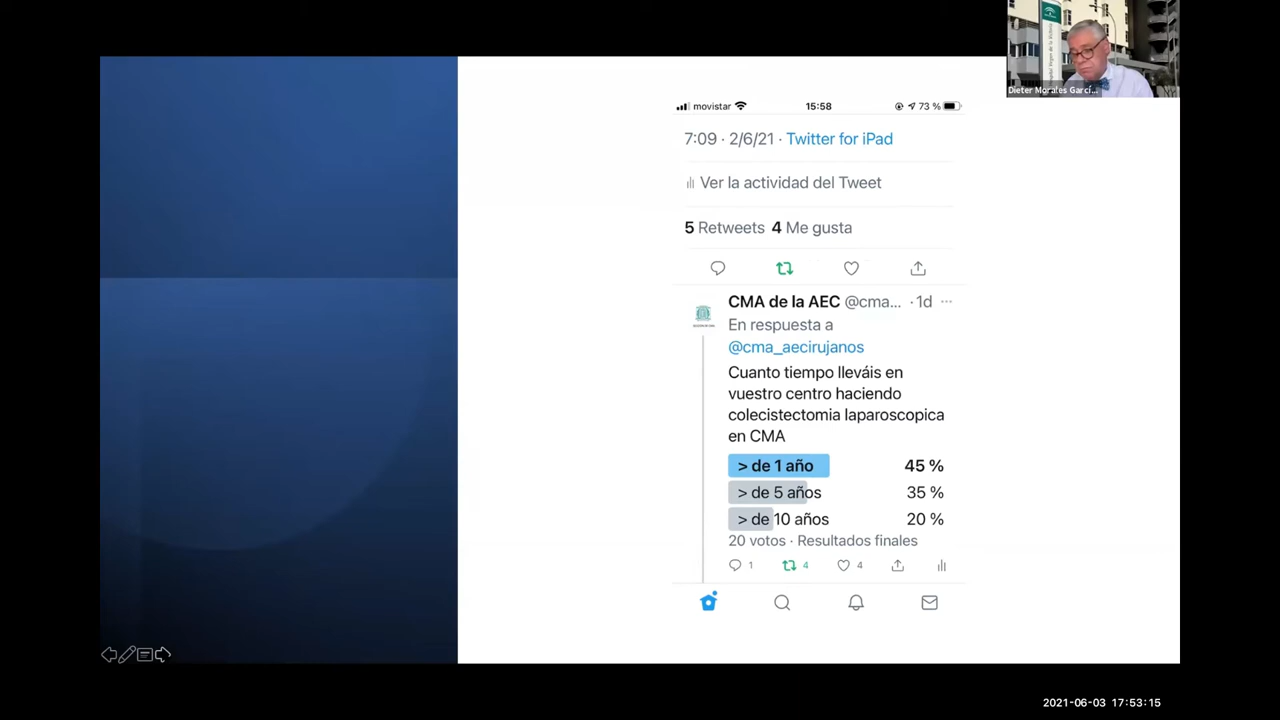 Dieter Morales Garcí...
movistar 15:58 73 %
7:09 · 2/6/21 · Twitter for iPad
Ver la actividad del Tweet
5 Retweets 4 Me gusta
CMA de la AEC @cma... · 1d ···
En respuesta a
@cma_aecirujanos
Cuanto tiempo lleváis en
vuestro centro haciendo
colecistectomia laparoscopica
en CMA
> de 1 año 45 %
> de 5 años 35 %
> de 10 años 20 %
20 votos · Resultados finales
1 4 4
2021-06-03 17:53:15